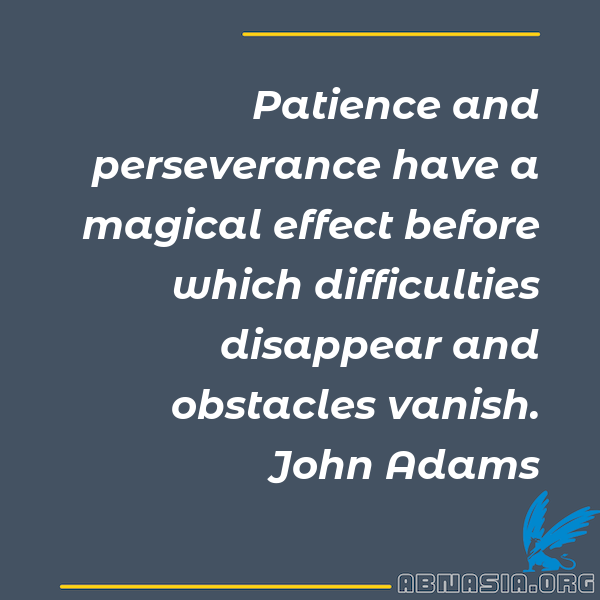 Patience and
perseverance have a
magical effect before
which difficulties
disappear and
obstacles vanish.
John Adams
ABNASIA.ORG